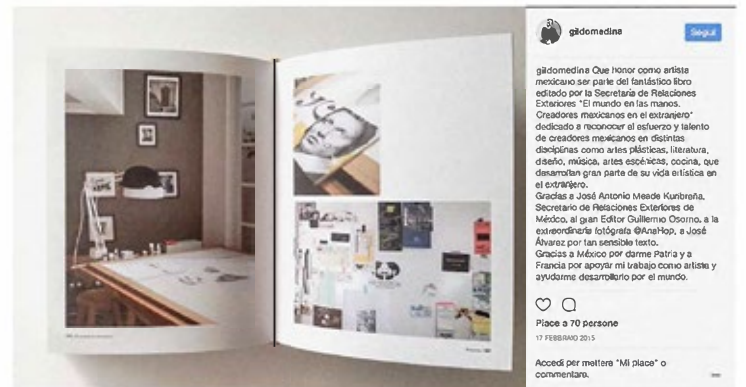 gildomedina
Segui
gildomedina Que honor como artista
mexicano ser parte del fantástico libro
editado por la Secretaría de Relaciones
Exteriores "El mundo en las manos.
Creadores mexicanos en el extranjero"
dedicado a reconocer el esfuerzo y talento
de creadores mexicanos en distintas
disciplinas como artes plásticas, literatura,
diseño, música, artes escénicas, cocina, que
desarrollan gran parte de su vida artística en
el extranjero.
Gracias a José Antonio Meade Kuribreña,
Secretario de Relaciones Exteriores de
México, al gran Editor Guillermo Osorno, a la
extraordinaria fotógrafa @AnaHop, a José
Álvarez por tan sensible texto.
Gracias a México por darme Patria y a
Francia por apoyar mi trabajo como artista y
ayudarme desarrollarlo por el mundo.
Piace a 70 persone
17 FEBBRAIO 2015
Accedi per mettere "Mi piace" o
commentare.